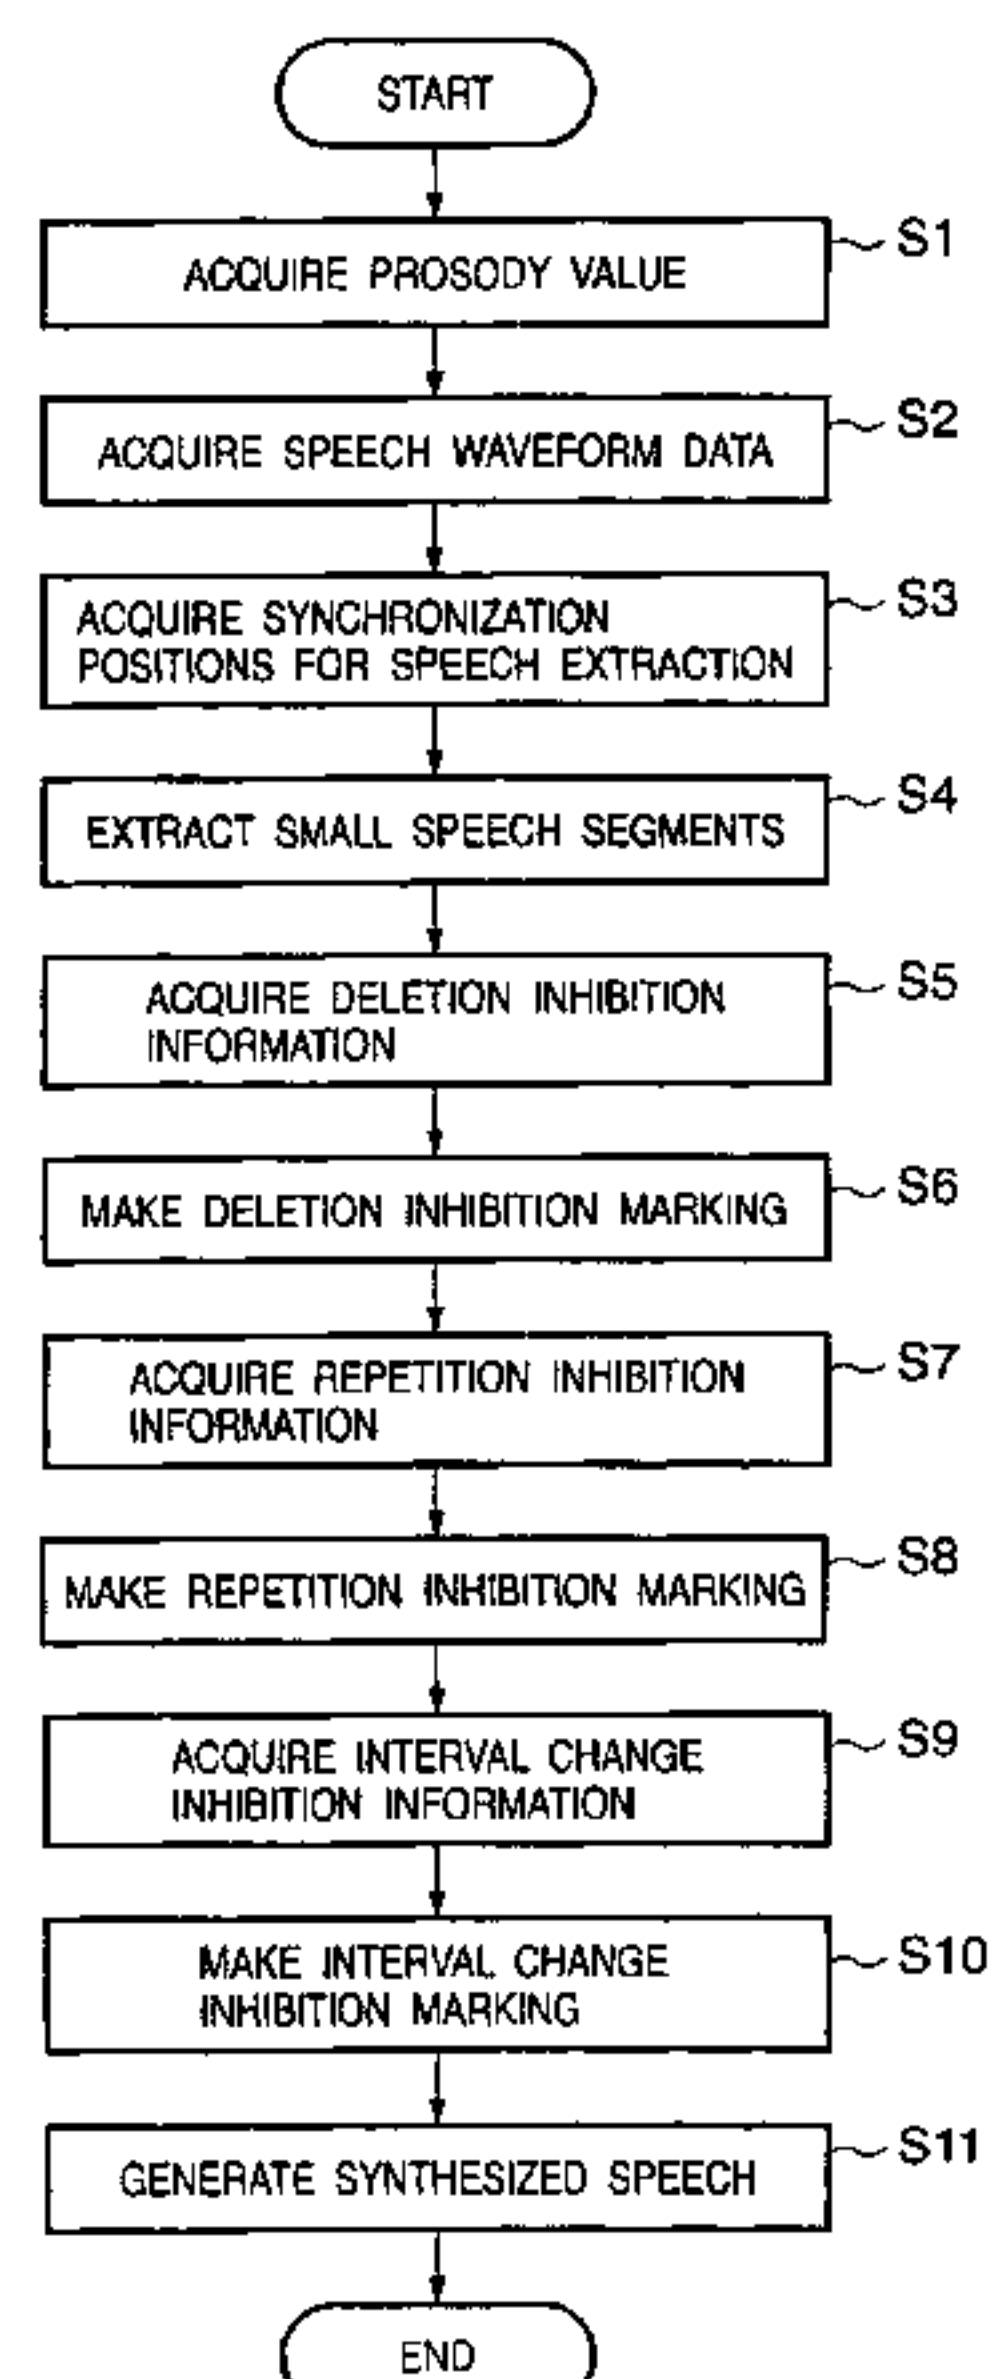 START
ACQUIRE PROSODY VALUE
S1
ACQUIRE SPEECH WAVEFORM DATA
S2
ACQUIRE SYNCHRONIZATION
POSITIONS FOR SPEECH EXTRACTION
S3
EXTRACT SMALL SPEECH SEGMENTS
S4
ACQUIRE DELETION INHIBITION
INFORMATION
S5
MAKE DELETION INHIBITION MARKING
S6
ACQUIRE REPETITION INHIBITION
INFORMATION
S7
MAKE REPETITION INHIBITION MARKING
S8
ACQUIRE INTERVAL CHANGE
INHIBITION INFORMATION
S9
MAKE INTERVAL CHANGE
INHIBITION MARKING
S10
GENERATE SYNTHESIZED SPEECH
S11
END